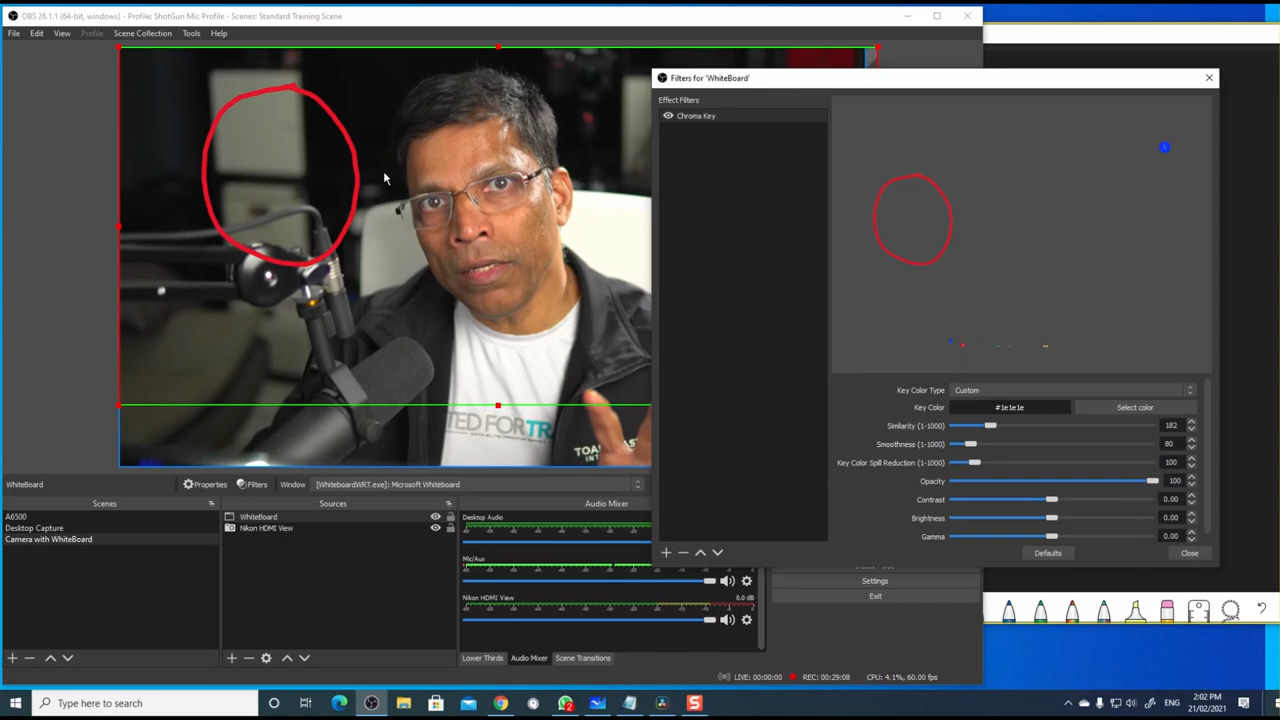 OBS 26.1.1 (64-bit, windows) - Profile: ShotGun Mic Profile - Scenes: Standard Training Scene
File Edit View Profile Scene Collection Tools Help
Filters for 'WhiteBoard'
Effect Filters
Chroma Key
Key Color Type Custom
Key Color #1e1e1e Select color
Similarity (1-1000) 182
Smoothness (1-1000) 80
Key Color Spill Reduction (1-1000) 100
Opacity 100
Contrast 0.00
Brightness 0.00
Gamma 0.00
Defaults Close
WhiteBoard Properties Filters Window [WhiteboardWRT.exe]: Microsoft Whiteboard
Scenes Sources Audio Mixer
A6500
Desktop Capture
Camera with WhiteBoard
WhiteBoard
Nikon HDMI View
Desktop Audio
Mic/Aux
Nikon HDMI View 0.0 dB
Settings
Exit
Lower Thirds Audio Mixer Scene Transitions
LIVE: 00:00:00 REC: 00:29:08 CPU: 4.1%, 60.00 fps
Type here to search
2
S
ENG
2:02 PM
21/02/2021